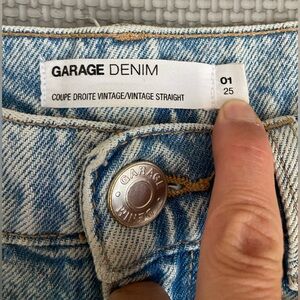 GARAGE DENIM
COUPE DROITE VINTAGE/VINTAGE STRAIGHT
01
25
GARAGE
DENIM